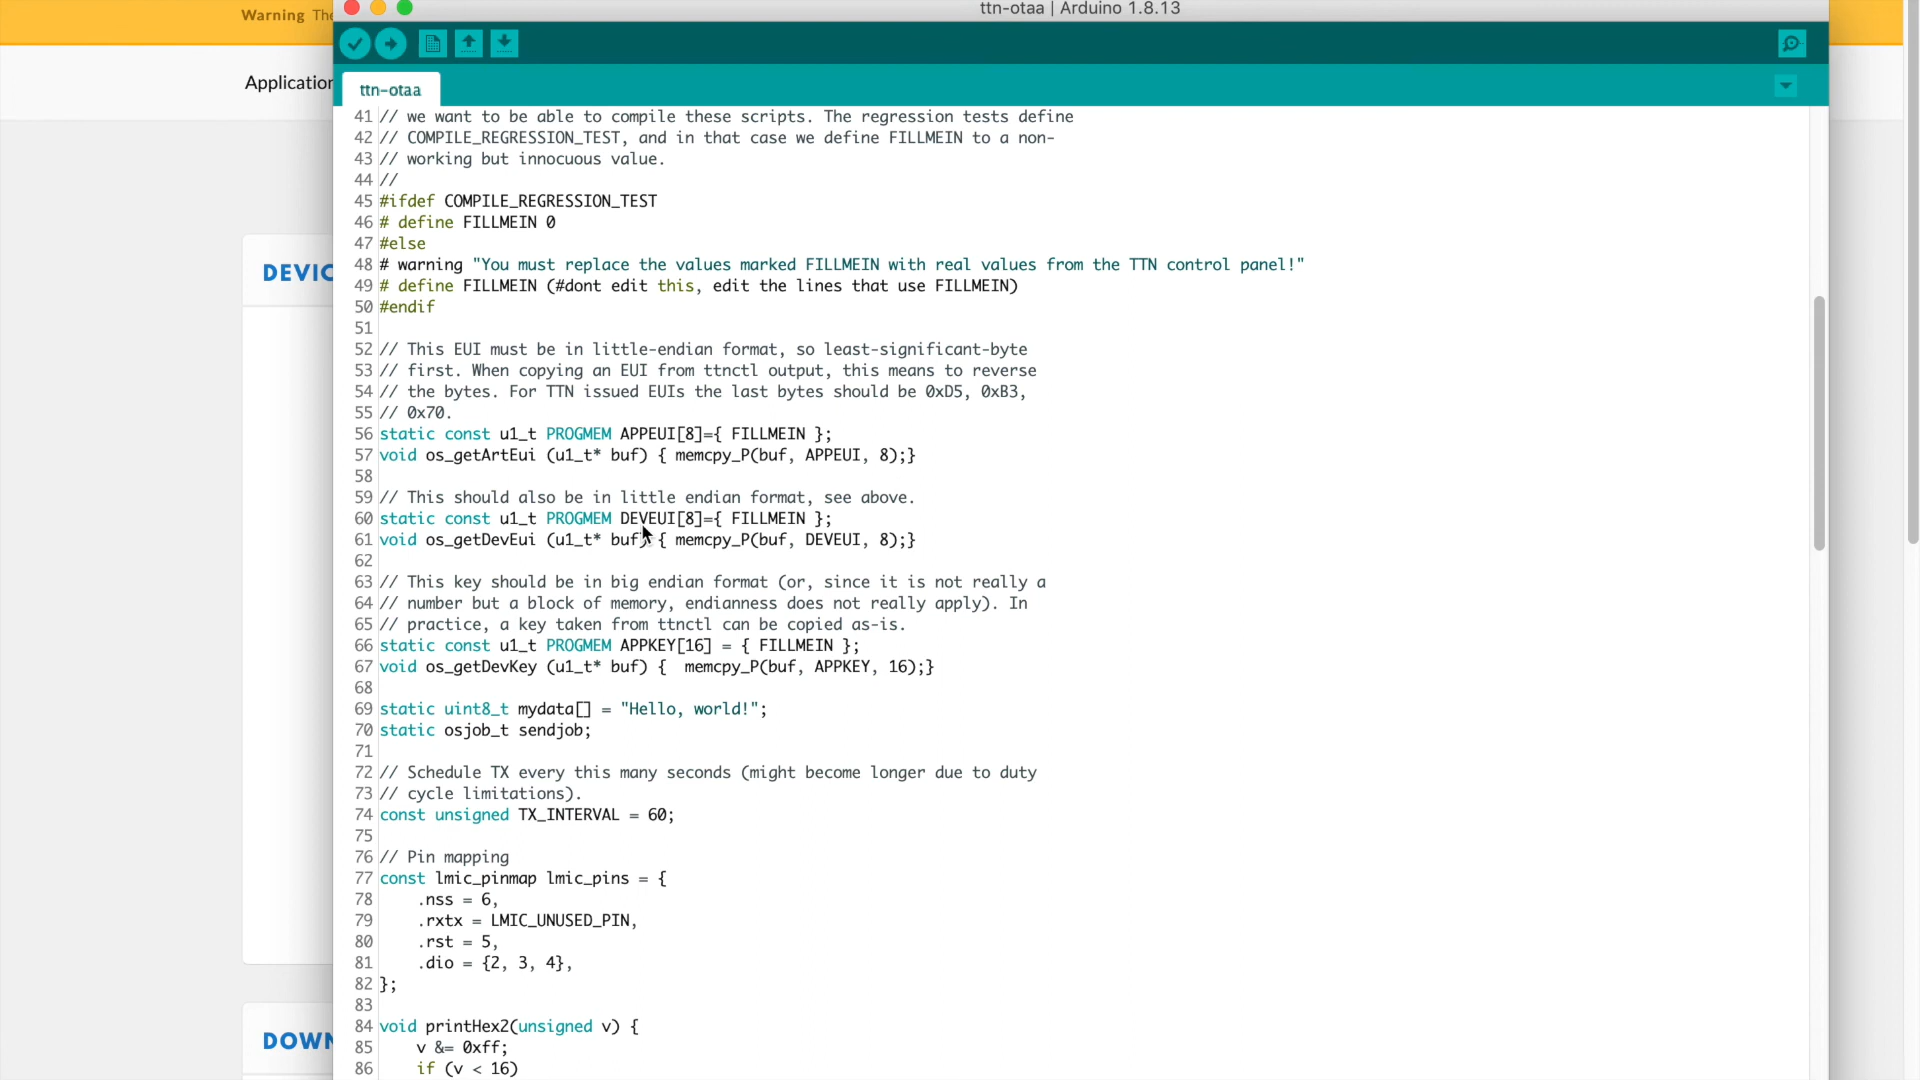 Warning The
ttn-otaa | Arduino 1.8.13
Application
ttn-otaa
41 // we want to be able to compile these scripts. The regression tests define
42 // COMPILE_REGRESSION_TEST, and in that case we define FILLMEIN to a non-
43 // working but innocuous value.
44 //
45 #ifdef COMPILE_REGRESSION_TEST
46 # define FILLMEIN 0
47 #else
48 # warning "You must replace the values marked FILLMEIN with real values from the TTN control panel!"
49 # define FILLMEIN (#dont edit this, edit the lines that use FILLMEIN)
50 #endif
51
52 // This EUI must be in little-endian format, so least-significant-byte
53 // first. When copying an EUI from ttnctl output, this means to reverse
54 // the bytes. For TTN issued EUIs the last bytes should be 0xD5, 0xB3,
55 // 0x70.
56 static const u1_t PROGMEM APPEUI[8]={ FILLMEIN };
57 void os_getArtEui (u1_t* buf) { memcpy_P(buf, APPEUI, 8);}
58
59 // This should also be in little endian format, see above.
60 static const u1_t PROGMEM DEVEUI[8]={ FILLMEIN };
61 void os_getDevEui (u1_t* buf) { memcpy_P(buf, DEVEUI, 8);}
62
63 // This key should be in big endian format (or, since it is not really a
64 // number but a block of memory, endianness does not really apply). In
65 // practice, a key taken from ttnctl can be copied as-is.
66 static const u1_t PROGMEM APPKEY[16] = { FILLMEIN };
67 void os_getDevKey (u1_t* buf) {  memcpy_P(buf, APPKEY, 16);}
68
69 static uint8_t mydata[] = "Hello, world!";
70 static osjob_t sendjob;
71
72 // Schedule TX every this many seconds (might become longer due to duty
73 // cycle limitations).
74 const unsigned TX_INTERVAL = 60;
75
76 // Pin mapping
77 const lmic_pinmap lmic_pins = {
78     .nss = 6,
79     .rxtx = LMIC_UNUSED_PIN,
80     .rst = 5,
81     .dio = {2, 3, 4},
82 };
83
84 void printHex2(unsigned v) {
85     v &= 0xff;
86     if (v < 16)
DEVIC
DOWN